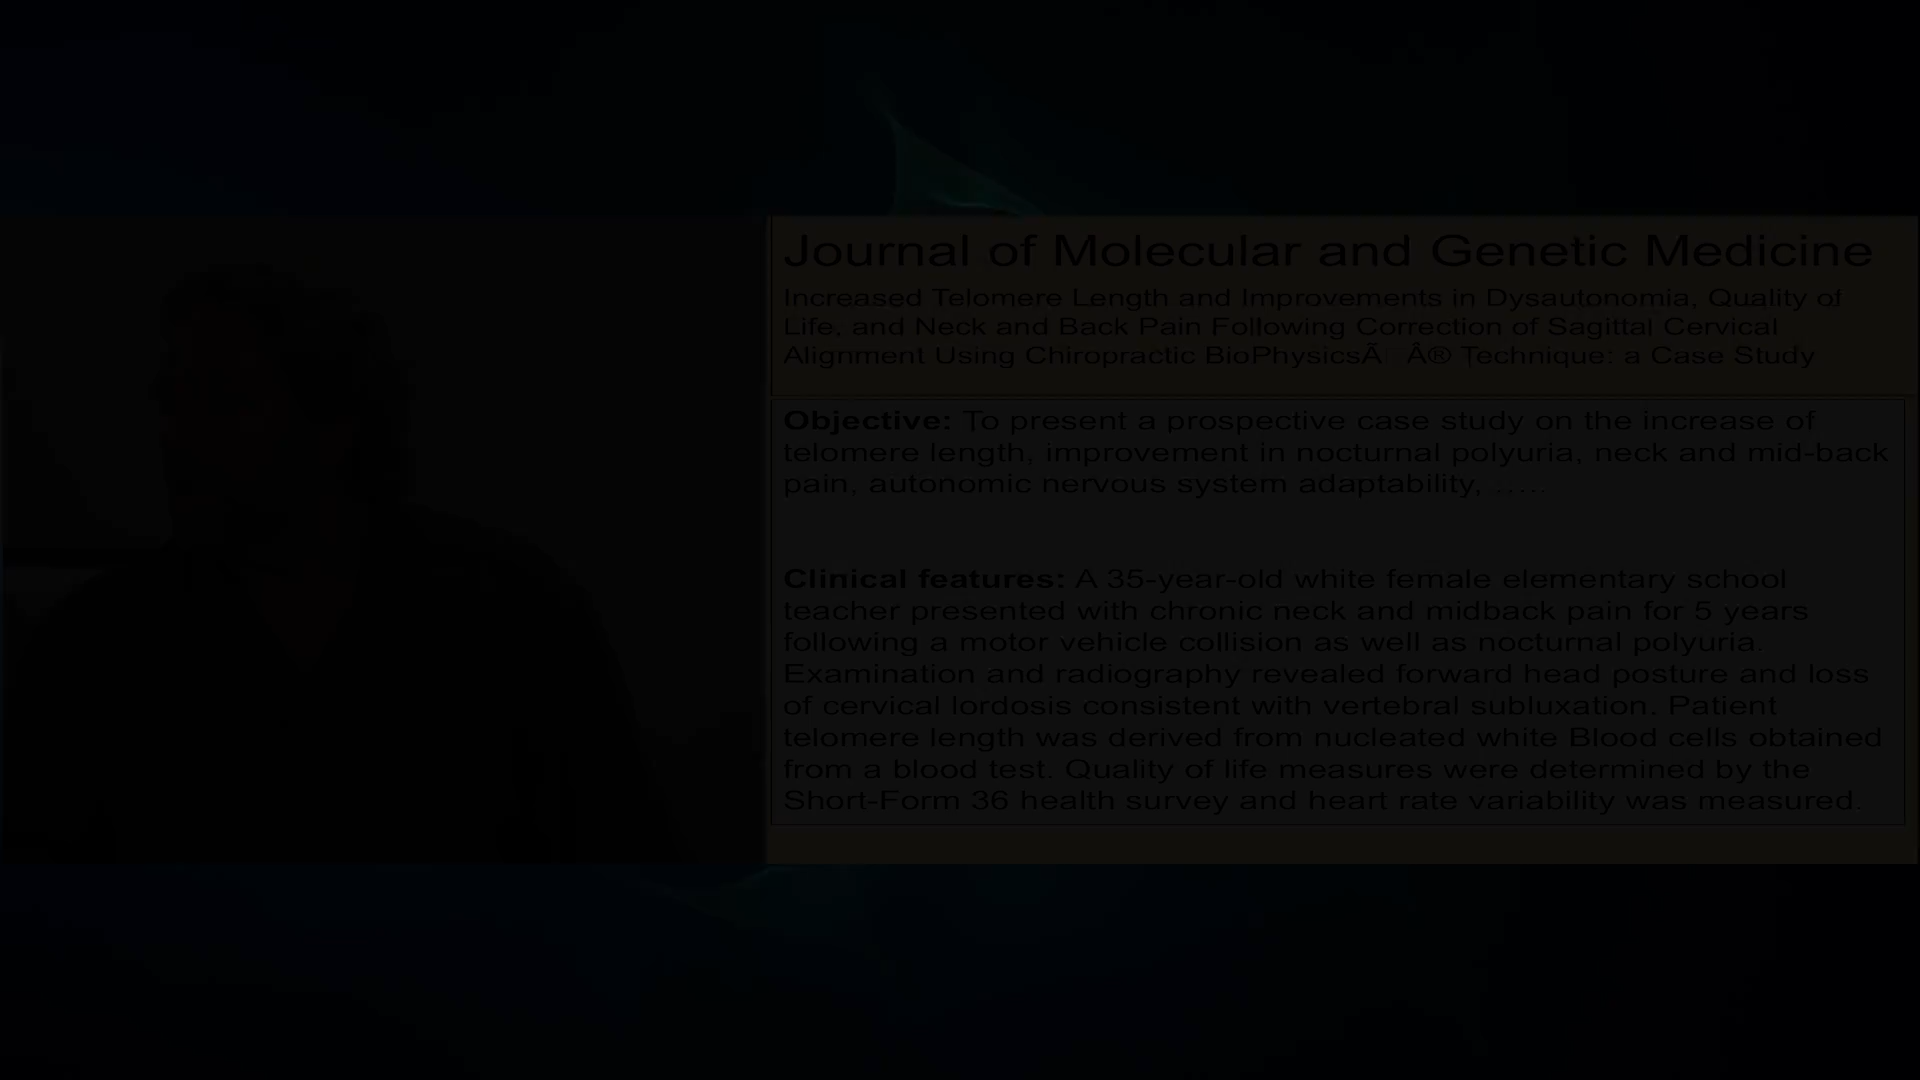 Journal of Molecular and Genetic Medicine
Increased Telomere Length and Improvements in Dysautonomia, Quality of
Life, and Neck and Back Pain Following Correction of Sagittal Cervical
Alignment Using Chiropractic BioPhysicsÃ Â® Technique: a Case Study
Objective: To present a prospective case study on the increase of
telomere length, improvement in nocturnal polyuria, neck and mid-back
pain, autonomic nervous system adaptability, .....
Clinical features: A 35-year-old white female elementary school
teacher presented with chronic neck and midback pain for 5 years
following a motor vehicle collision as well as nocturnal polyuria.
Examination and radiography revealed forward head posture and loss
of cervical lordosis consistent with vertebral subluxation. Patient
telomere length was derived from nucleated white Blood cells obtained
from a blood test. Quality of life measures were determined by the
Short-Form 36 health survey and heart rate variability was measured.